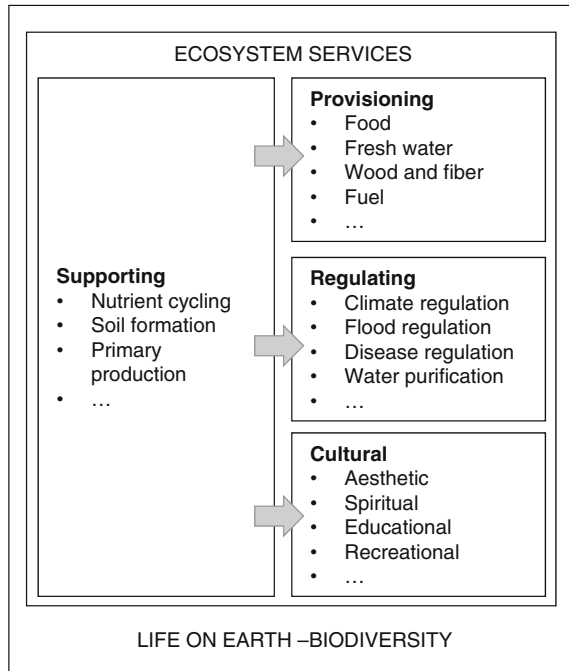 ECOSYSTEM SERVICES
Supporting
• Nutrient cycling
• Soil formation
• Primary
production
• …
Provisioning
• Food
• Fresh water
• Wood and fiber
• Fuel
• …
Regulating
• Climate regulation
• Flood regulation
• Disease regulation
• Water purification
• …
Cultural
• Aesthetic
• Spiritual
• Educational
• Recreational
• …
LIFE ON EARTH –BIODIVERSITY